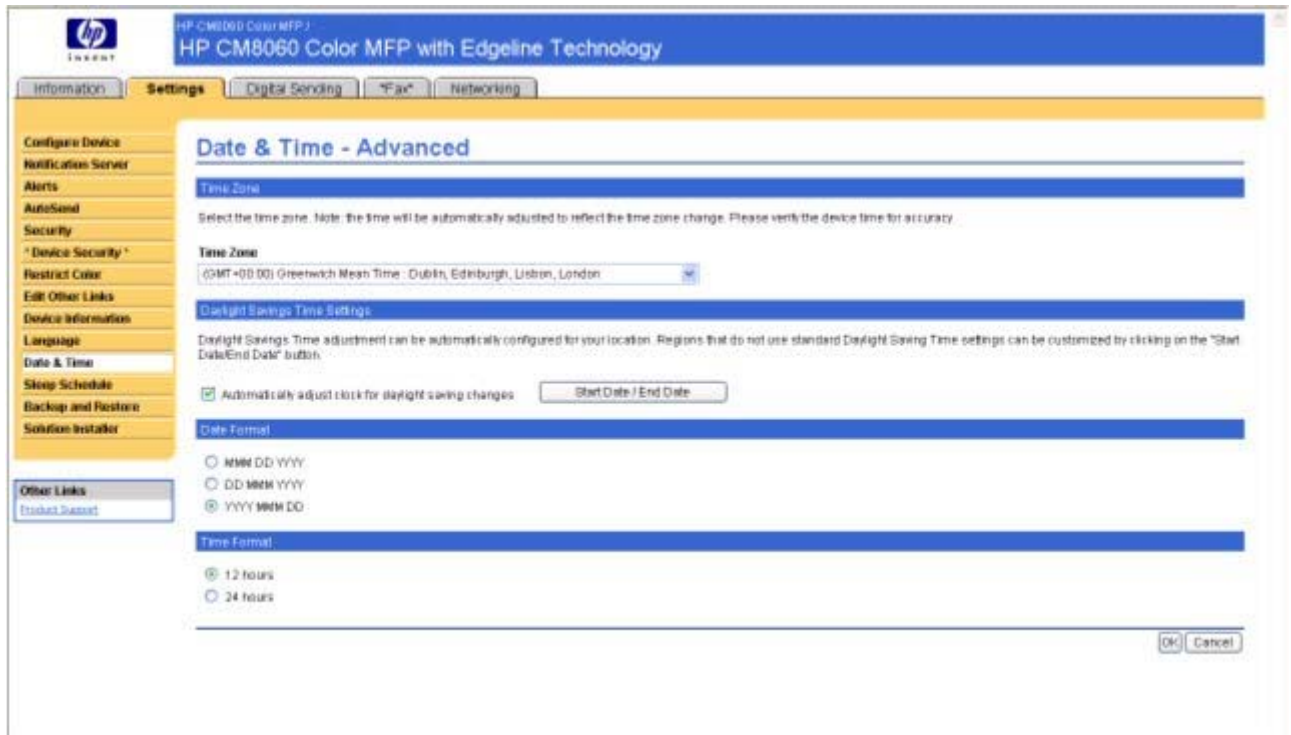 hp
invent
HP CM8060 Color MFP /
HP CM8060 Color MFP with Edgeline Technology
Information
Settings
Digital Sending
*Fax*
Networking
Configure Device
Notification Server
Alerts
AutoSend
Security
* Device Security *
Restrict Color
Edit Other Links
Device Information
Language
Date & Time
Sleep Schedule
Backup and Restore
Solution Installer
Other Links
Product Support
Date & Time - Advanced
Time Zone
Select the time zone. Note: the time will be automatically adjusted to reflect the time zone change. Please verify the device time for accuracy.
Time Zone
(GMT+00:00) Greenwich Mean Time : Dublin, Edinburgh, Lisbon, London
Daylight Savings Time Settings
Daylight Savings Time adjustment can be automatically configured for your location. Regions that do not use standard Daylight Saving Time settings can be customized by clicking on the "Start
Date/End Date" button.
Automatically adjust clock for daylight saving changes
Start Date / End Date
Date Format
MMM DD YYYY
DD MMM YYYY
YYYY MMM DD
Time Format
12 hours
24 hours
OK
Cancel